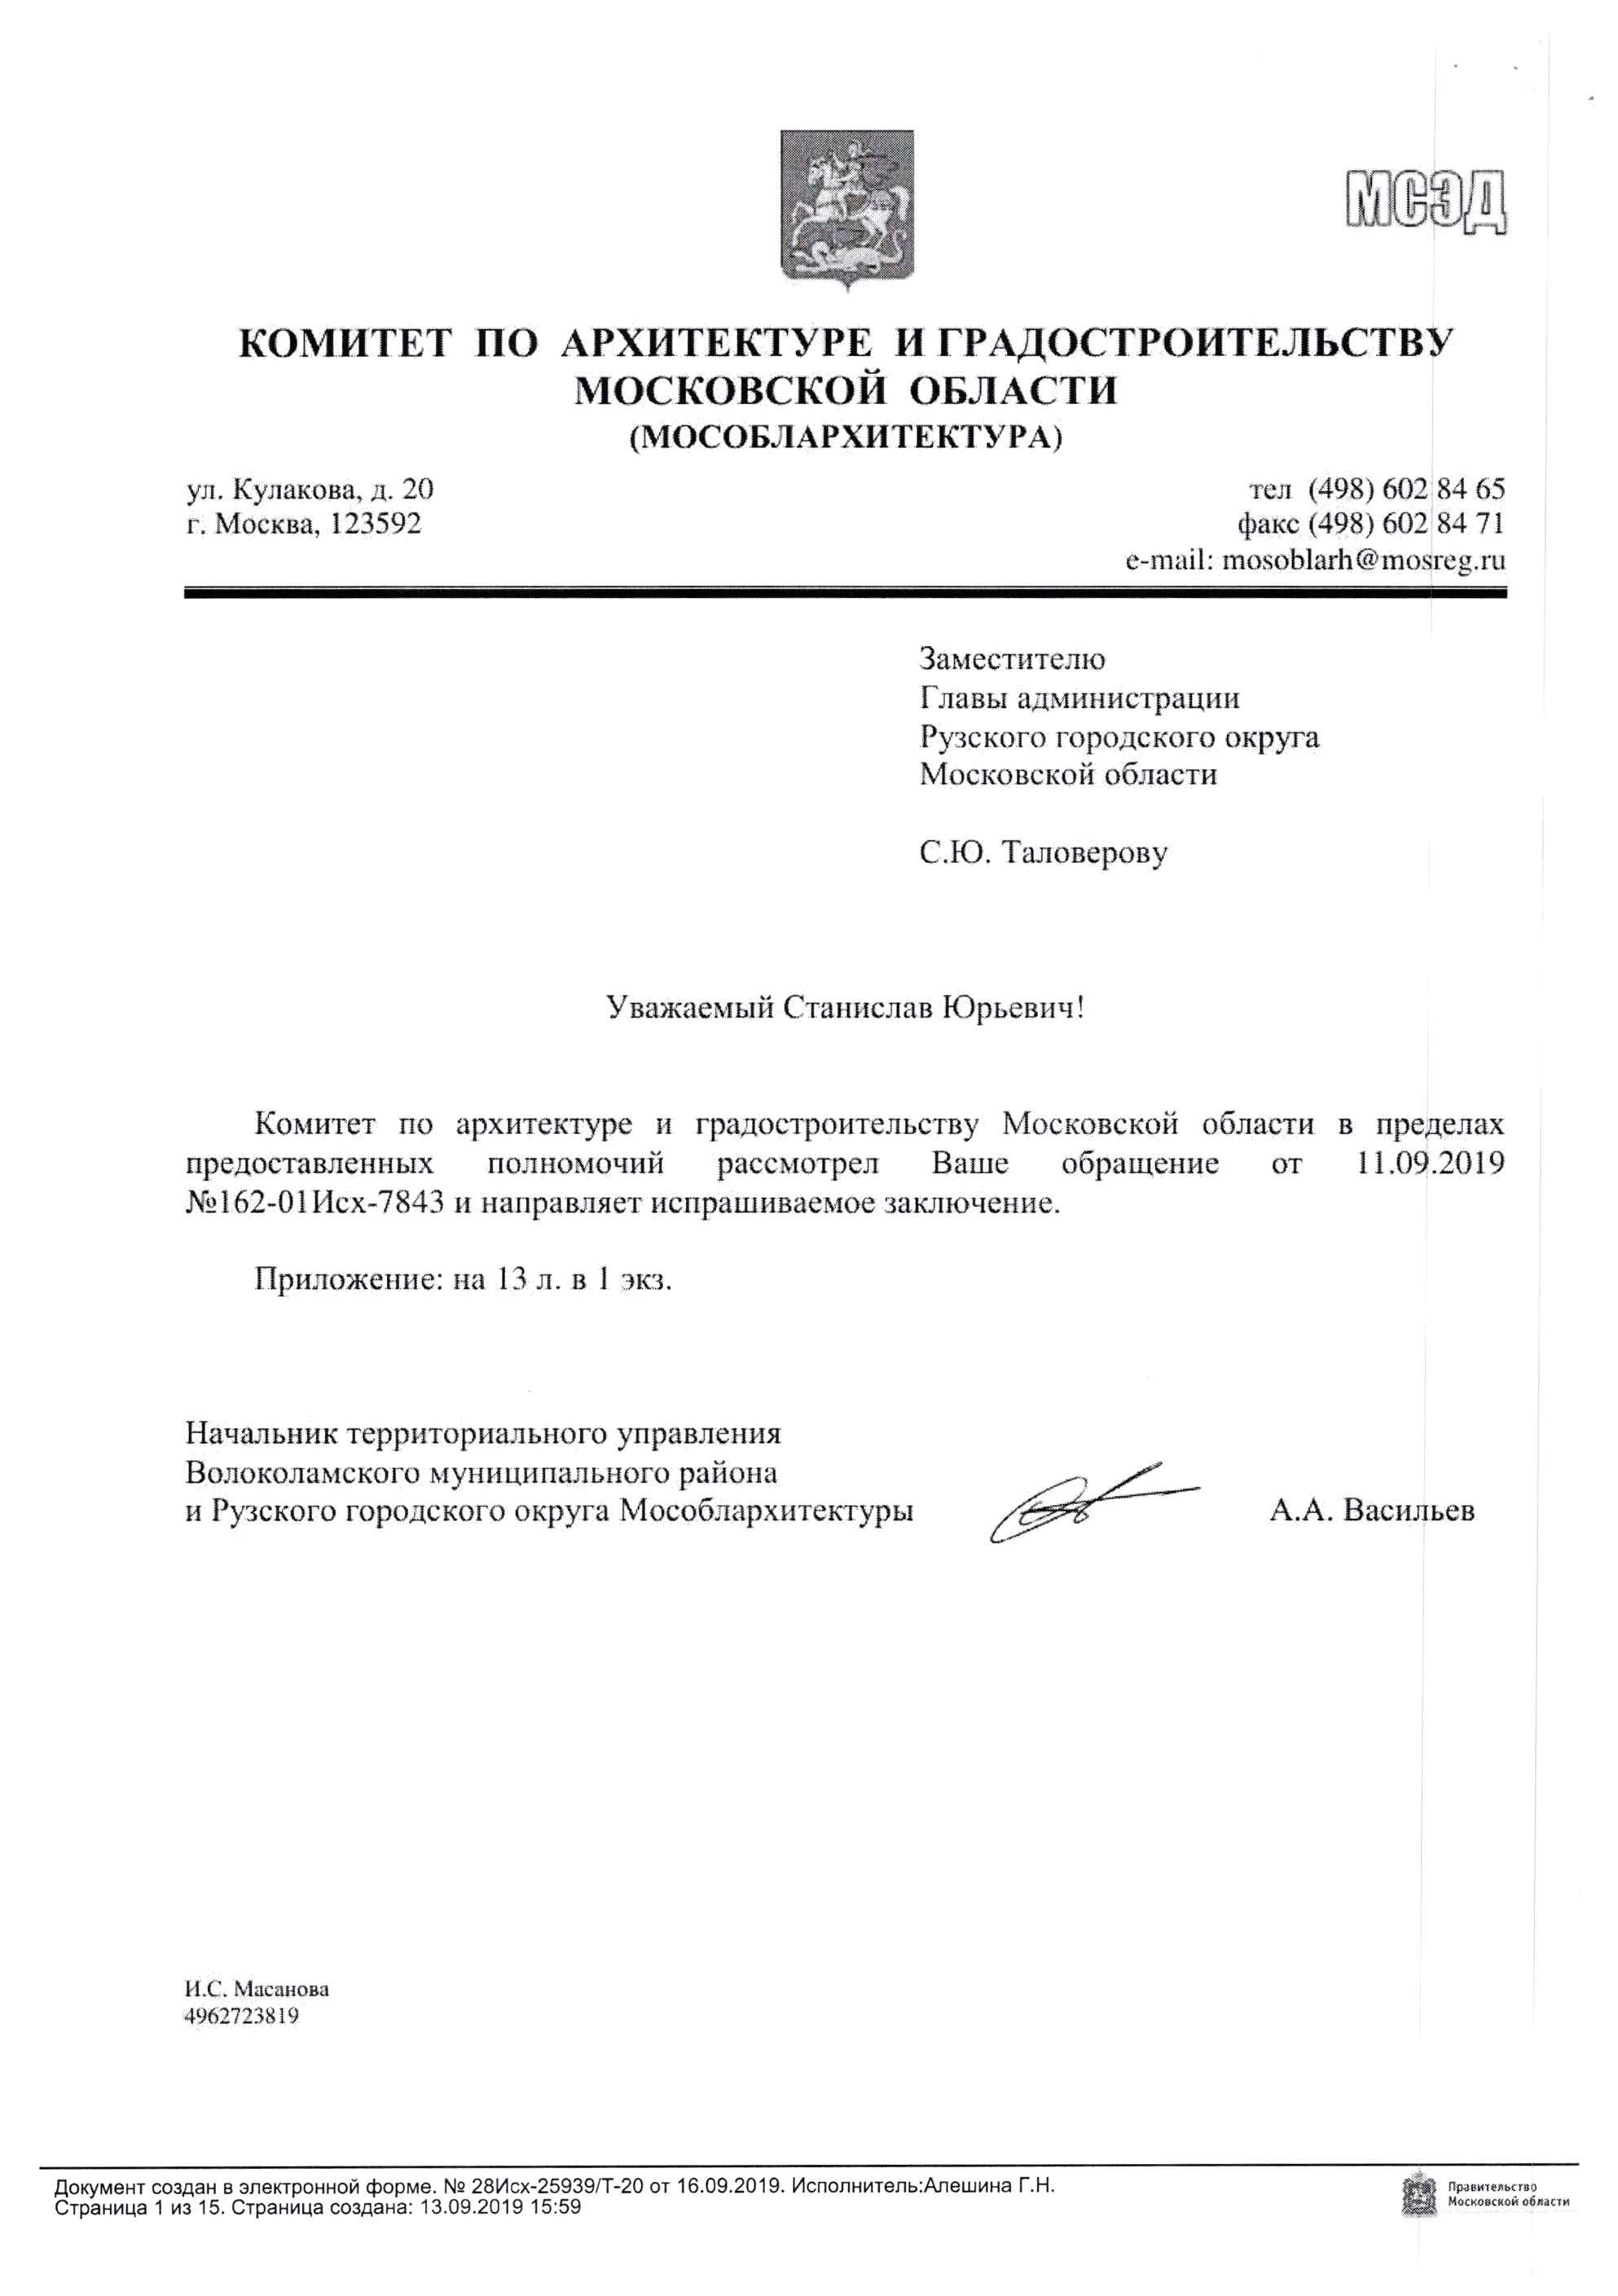 МСЭД
КОМИТЕТ ПО АРХИТЕКТУРЕ И ГРАДОСТРОИТЕЛЬСТВУ
МОСКОВСКОЙ ОБЛАСТИ
(МОСОБЛАРХИТЕКТУРА)
ул. Кулакова, д. 20
г. Москва, 123592
тел (498) 602 84 65
факс (498) 602 84 71
e-mail: mosoblarh@mosreg.ru
Заместителю
Главы администрации
Рузского городского округа
Московской области
С.Ю. Таловерову
Уважаемый Станислав Юрьевич!
Комитет по архитектуре и градостроительству Московской области в пределах
предоставленных полномочий рассмотрел Ваше обращение от 11.09.2019
№162-01Исх-7843 и направляет испрашиваемое заключение.
Приложение: на 13 л. в 1 экз.
Начальник территориального управления
Волоколамского муниципального района
и Рузского городского округа Мособлархитектуры
А.А. Васильев
И.С. Масанова
4962723819
Документ создан в электронной форме. № 28Исх-25939/Т-20 от 16.09.2019. Исполнитель:Алешина Г.Н.
Страница 1 из 15. Страница создана: 13.09.2019 15:59
Правительство
Московской области